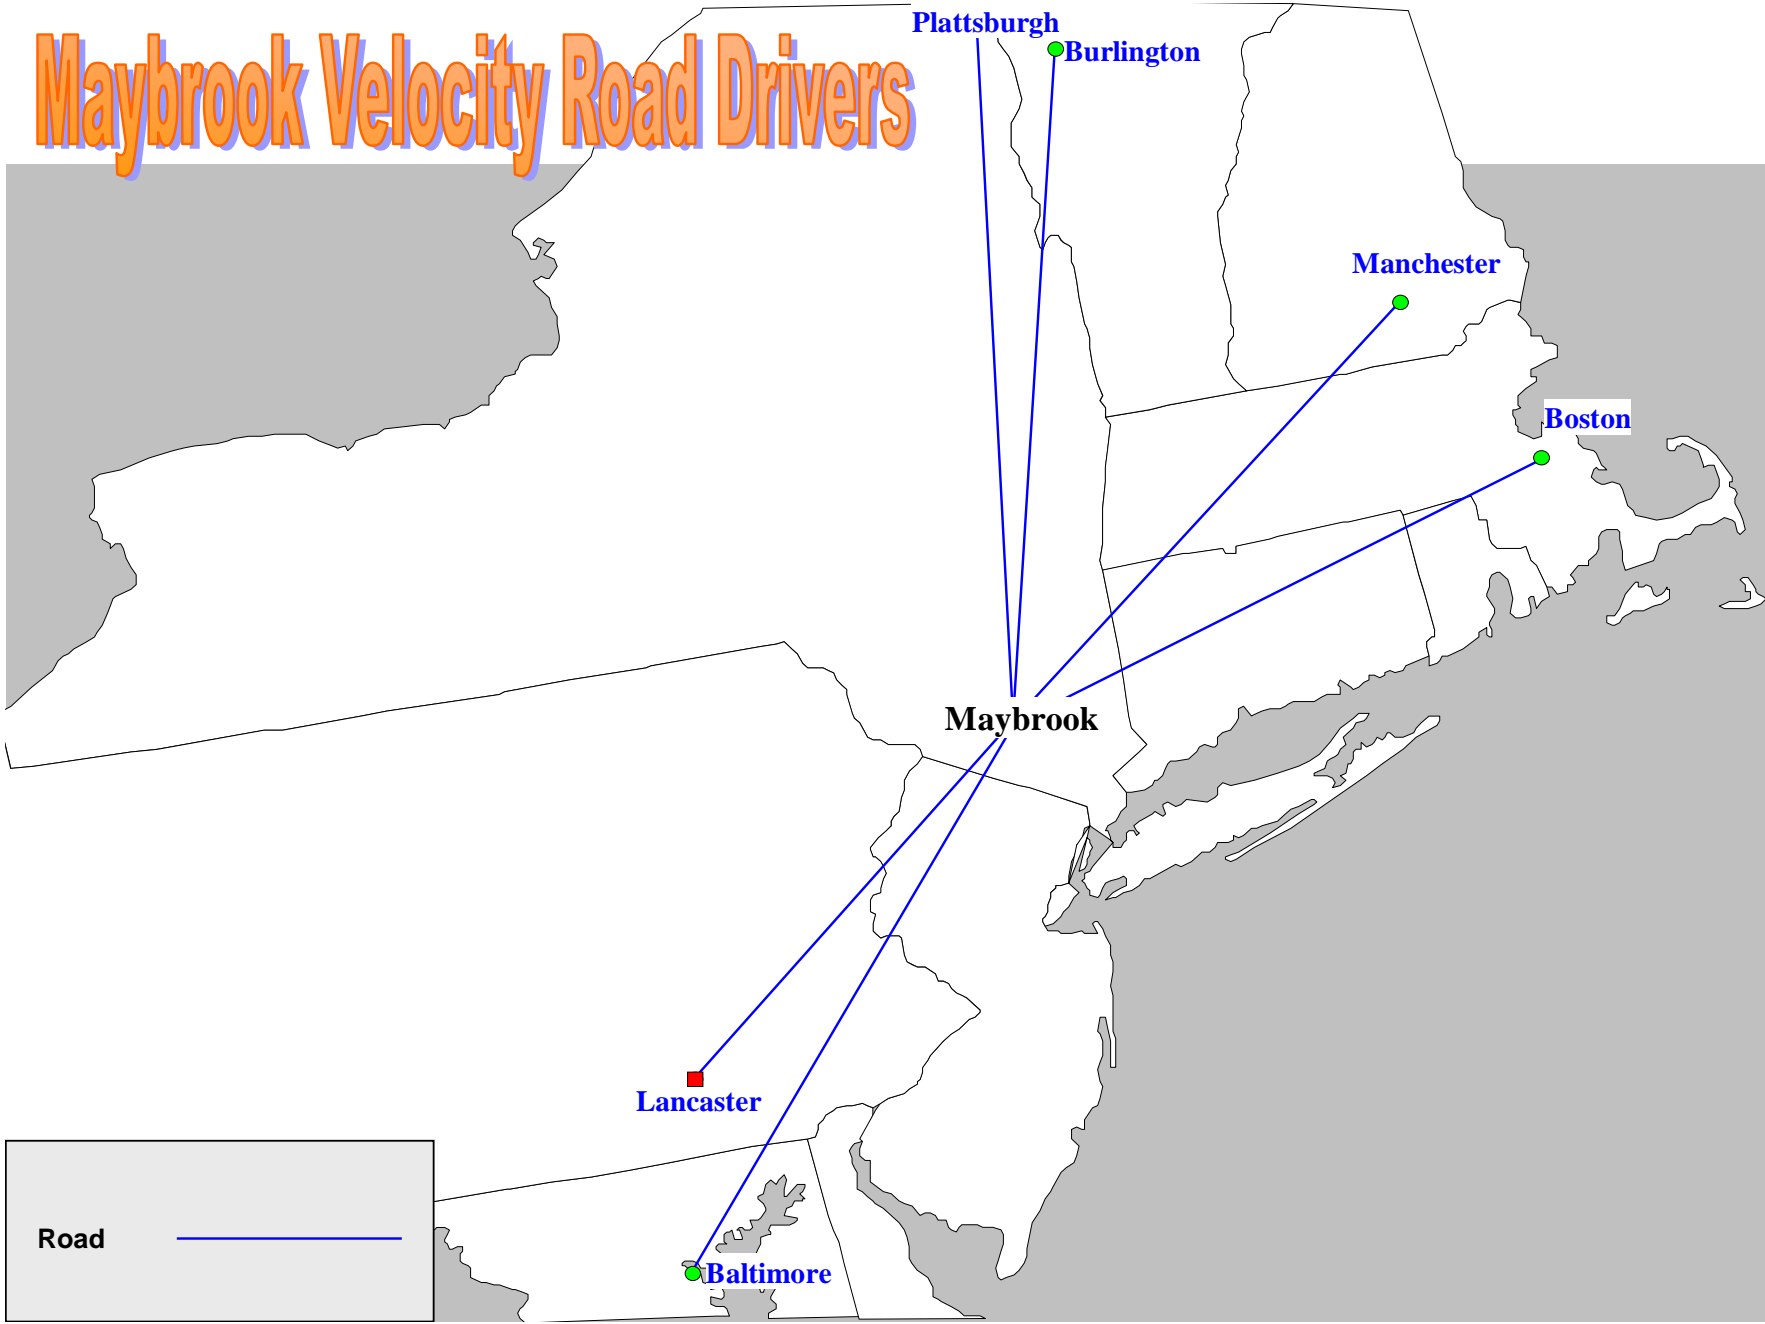 Maybrook Velocity Road Drivers
Plattsburgh
Burlington
Manchester
Boston
Maybrook
Lancaster
Road
Baltimore